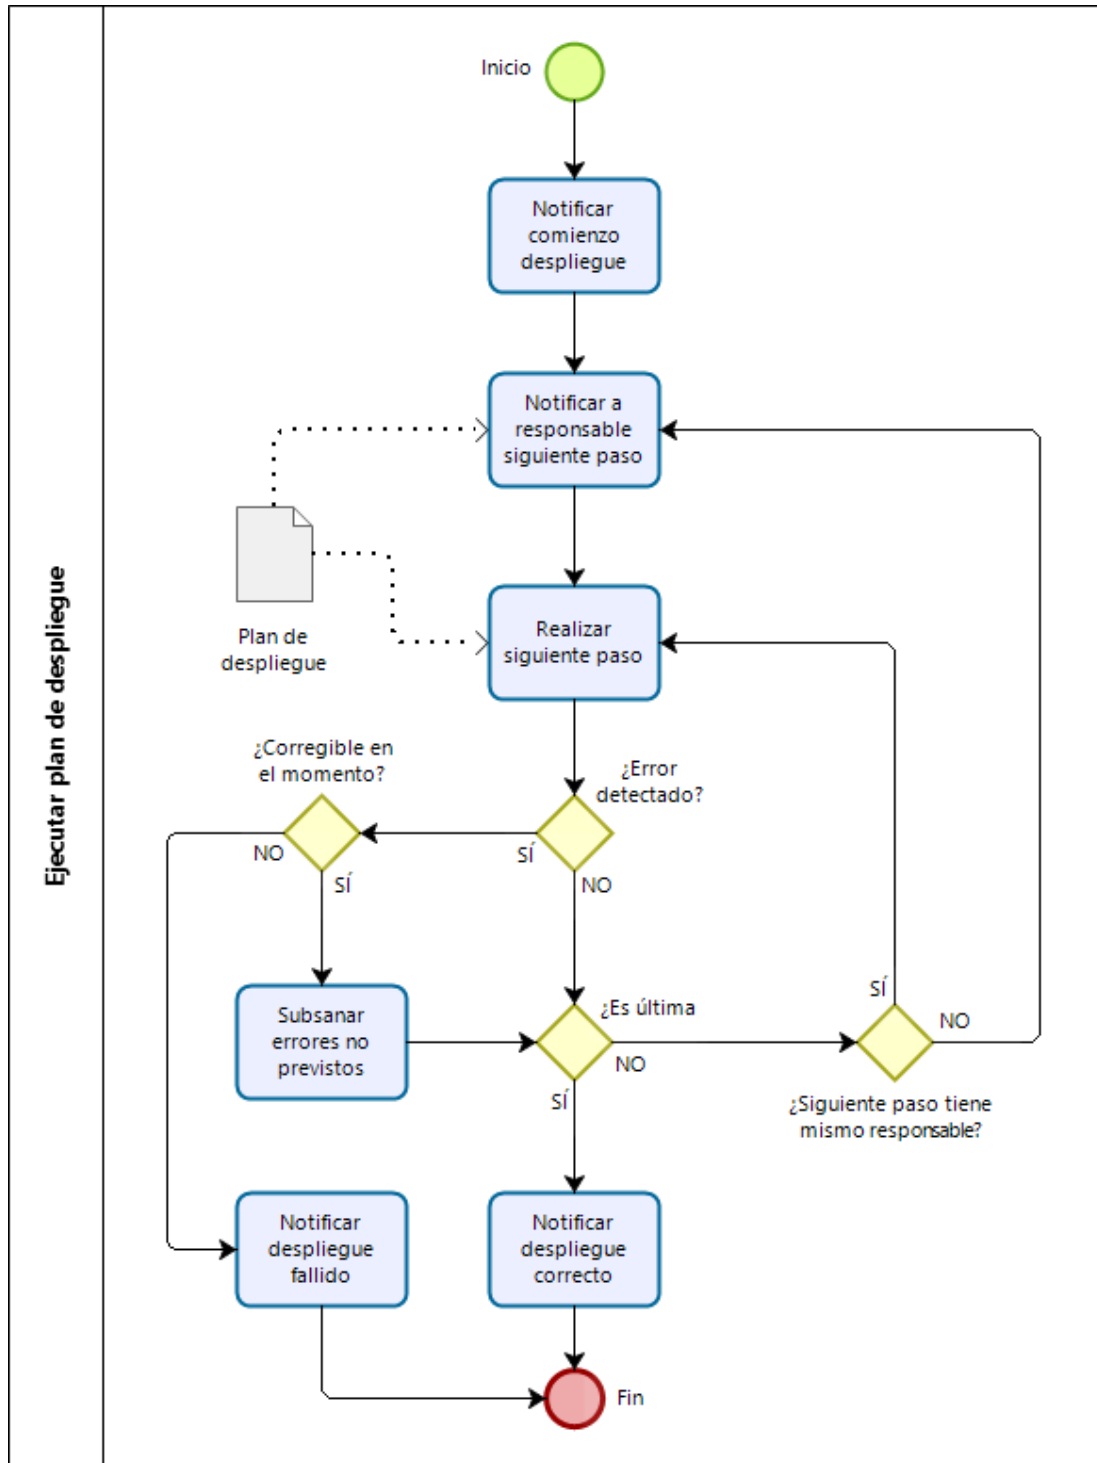 Ejecutar plan de despliegue
Inicio
Notificar
comienzo
despliegue
Notificar a
responsable
siguiente paso
Plan de
despliegue
Realizar
siguiente paso
¿Corregible en
el momento?
¿Error
detectado?
NO
SÍ
SÍ
NO
Subsanar
errores no
previstos
¿Es última
NO
SÍ
SÍ
NO
¿Siguiente paso tiene
mismo responsable?
Notificar
despliegue
fallido
Notificar
despliegue
correcto
Fin